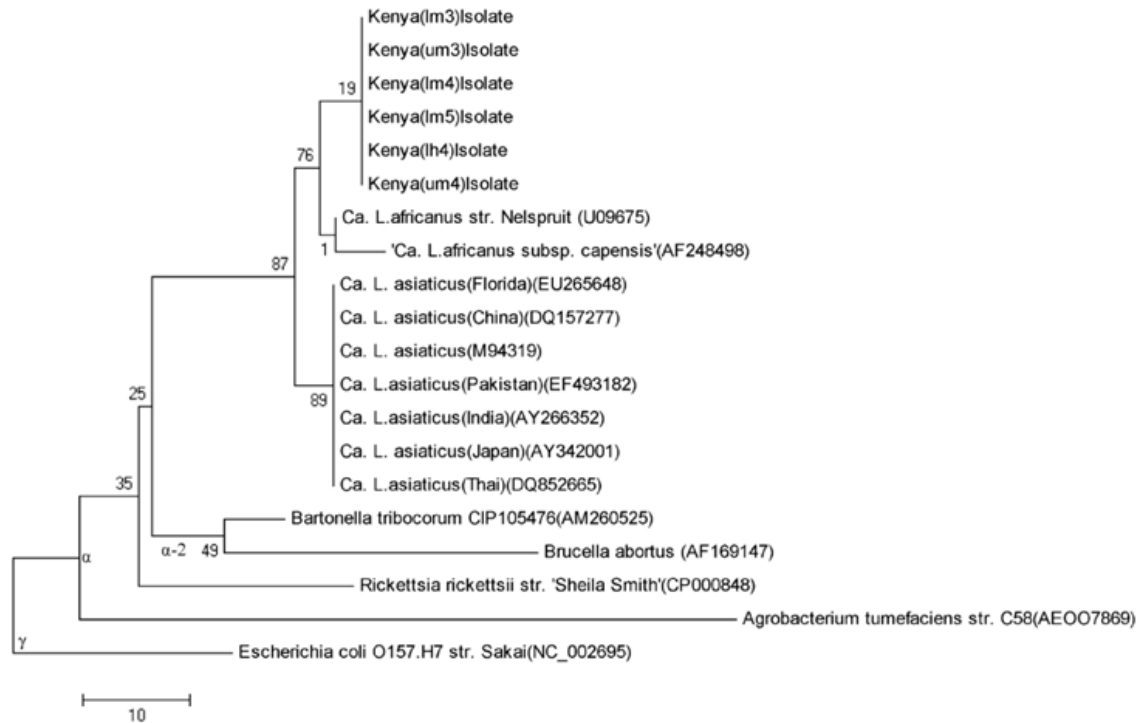 Kenya(lm3)Isolate
Kenya(um3)Isolate
Kenya(lm4)Isolate
19
Kenya(lm5)Isolate
Kenya(lh4)Isolate
76
Kenya(um4)Isolate
Ca. L.africanus str. Nelspruit (U09675)
1
'Ca. L.africanus subsp. capensis'(AF248498)
87
Ca. L. asiaticus(Florida)(EU265648)
Ca. L. asiaticus(China)(DQ157277)
Ca. L. asiaticus(M94319)
Ca. L.asiaticus(Pakistan)(EF493182)
89
25
Ca. L. asiaticus(India)(AY266352)
Ca. L. asiaticus(Japan)(AY342001)
Ca. L.asiaticus(Thai)(DQ852665)
35
Bartonella tribocorum CIP105476(AM260525)
α-2
49
Brucella abortus (AF169147)
α
Rickettsia rickettsii str. 'Sheila Smith'(CP000848)
Agrobacterium tumefaciens str. C58(AEOO7869)
γ
Escherichia coli O157.H7 str. Sakai(NC_002695)
10